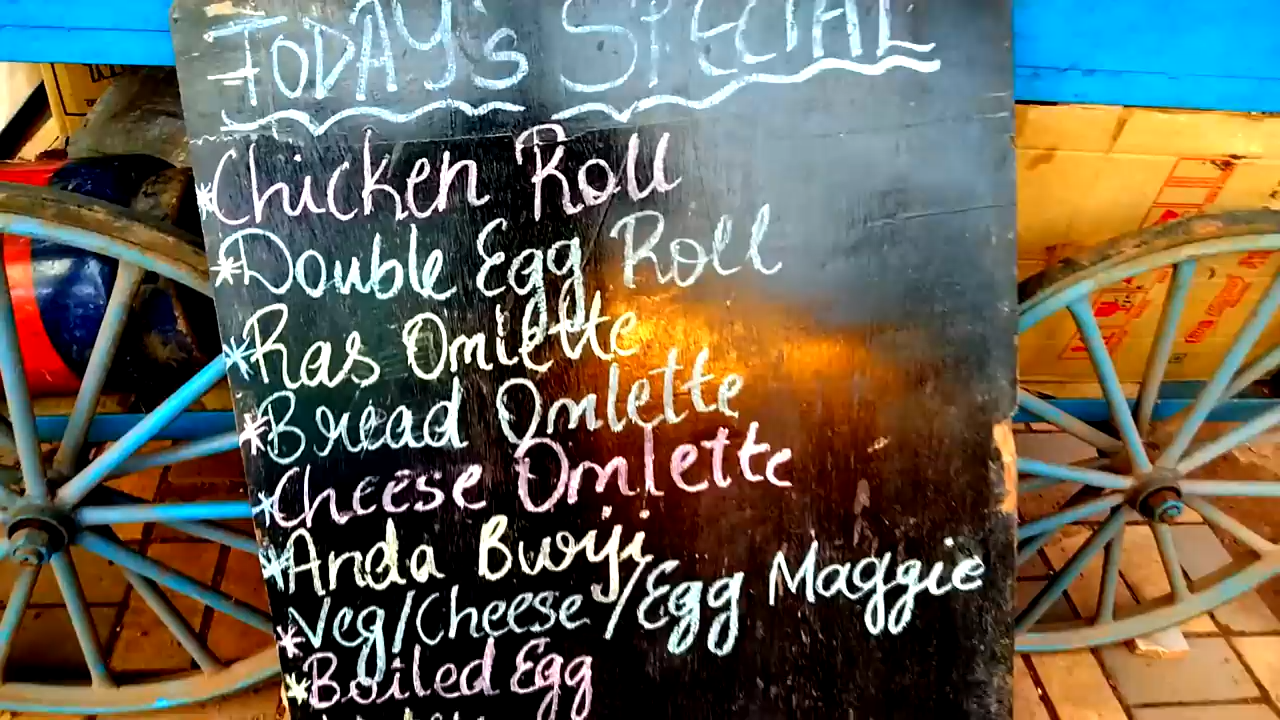 TODAY's SPECIAL
*Chicken Roll
*Double Egg Roll
*Ras Omlette
*Bread Omlette
*Cheese Omlette
*Anda Burji
*Veg/Cheese/Egg Maggie
*Boiled Egg